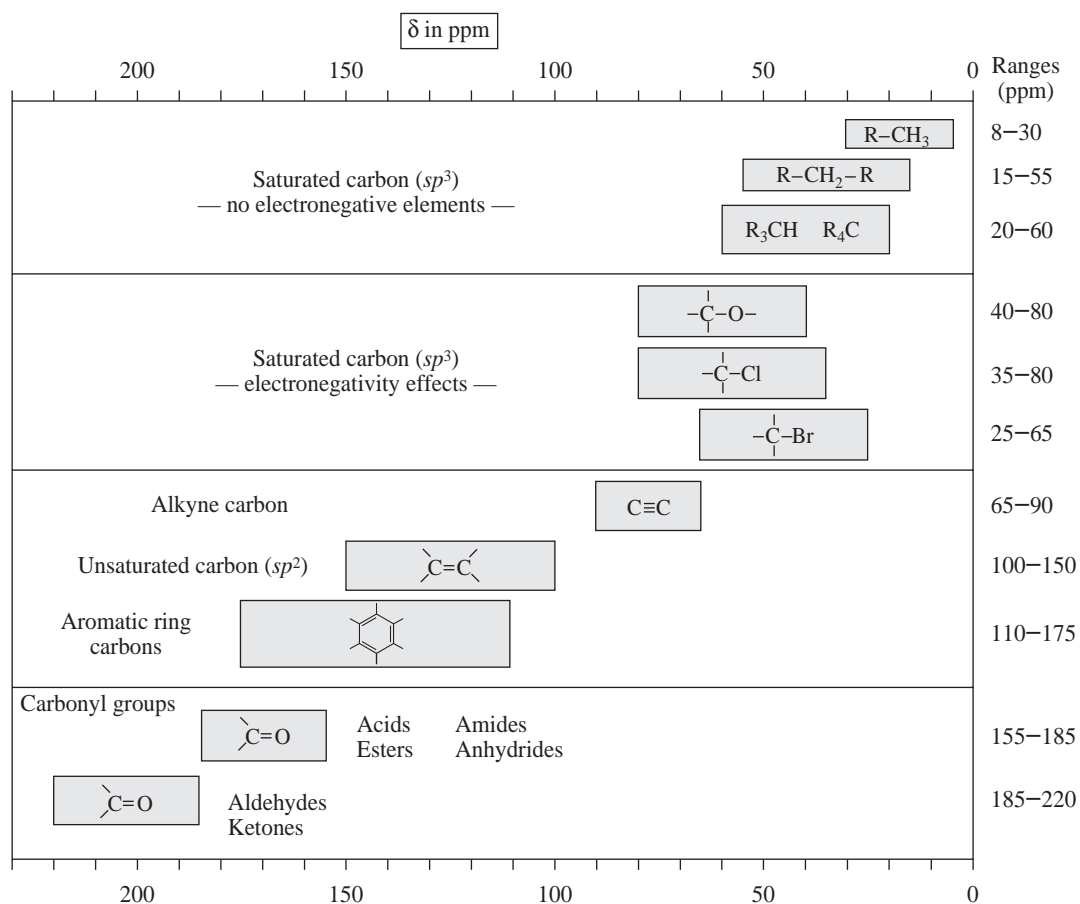 δ in ppm
200 150 100 50 0 Ranges
(ppm)
R–CH₃ 8–30
Saturated carbon (sp³) R–CH₂–R 15–55
— no electronegative elements —
R₃CH R₄C 20–60
–C–O– 40–80
Saturated carbon (sp³)
— electronegativity effects — –C–Cl 35–80
–C–Br 25–65
Alkyne carbon C≡C 65–90
Unsaturated carbon (sp²) C=C 100–150
Aromatic ring
carbons 110–175
Carbonyl groups
C=O Acids Amides 155–185
Esters Anhydrides
C=O Aldehydes 185–220
Ketones
200 150 100 50 0